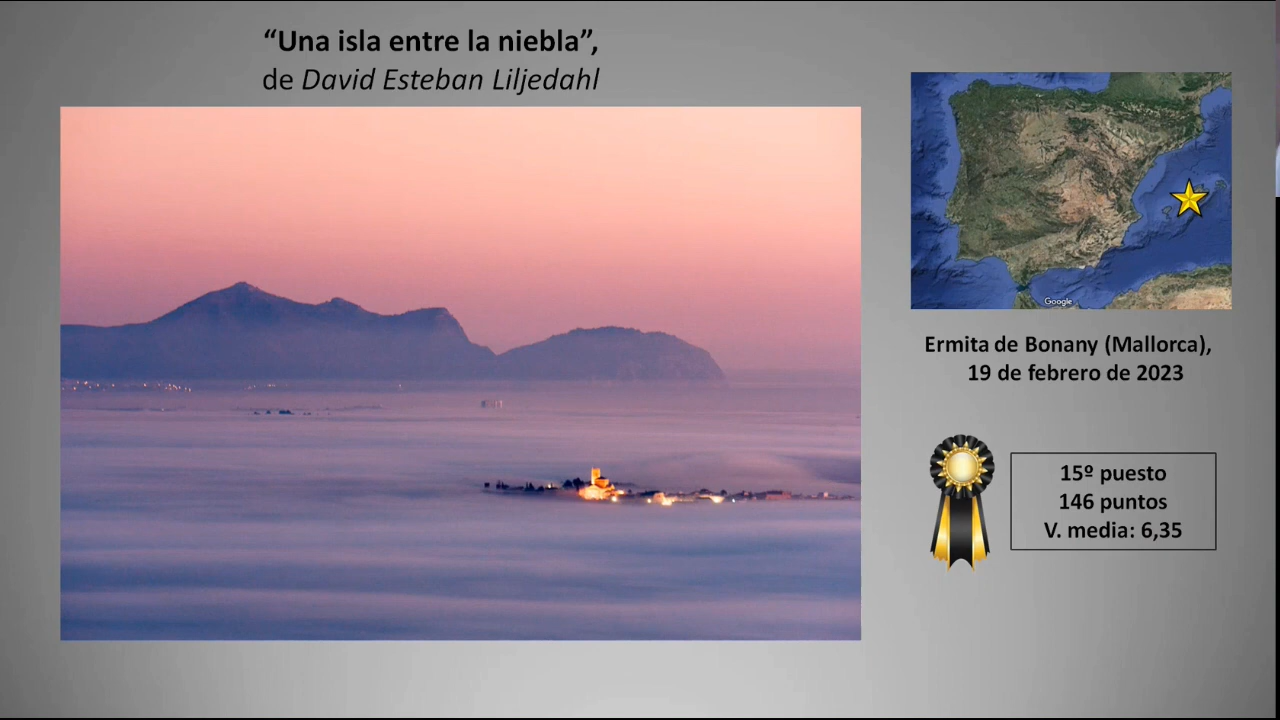 “Una isla entre la niebla”,
de David Esteban Liljedahl
Google
Ermita de Bonany (Mallorca),
19 de febrero de 2023
15º puesto
146 puntos
V. media: 6,35